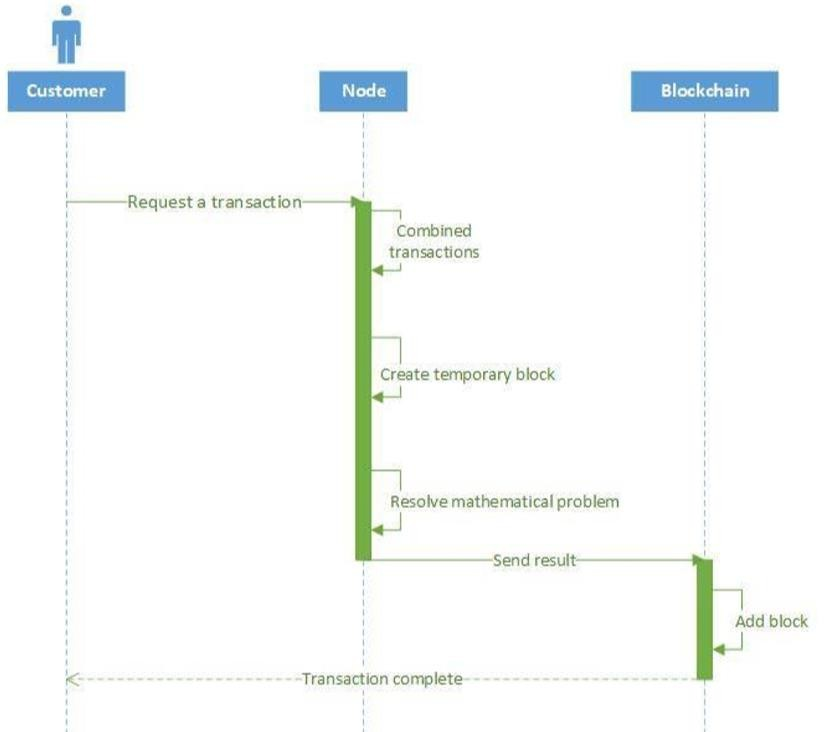 Customer
Node
Blockchain
Request a transaction
Combined
transactions
Create temporary block
Resolve mathematical problem
Send result
Add block
Transaction complete